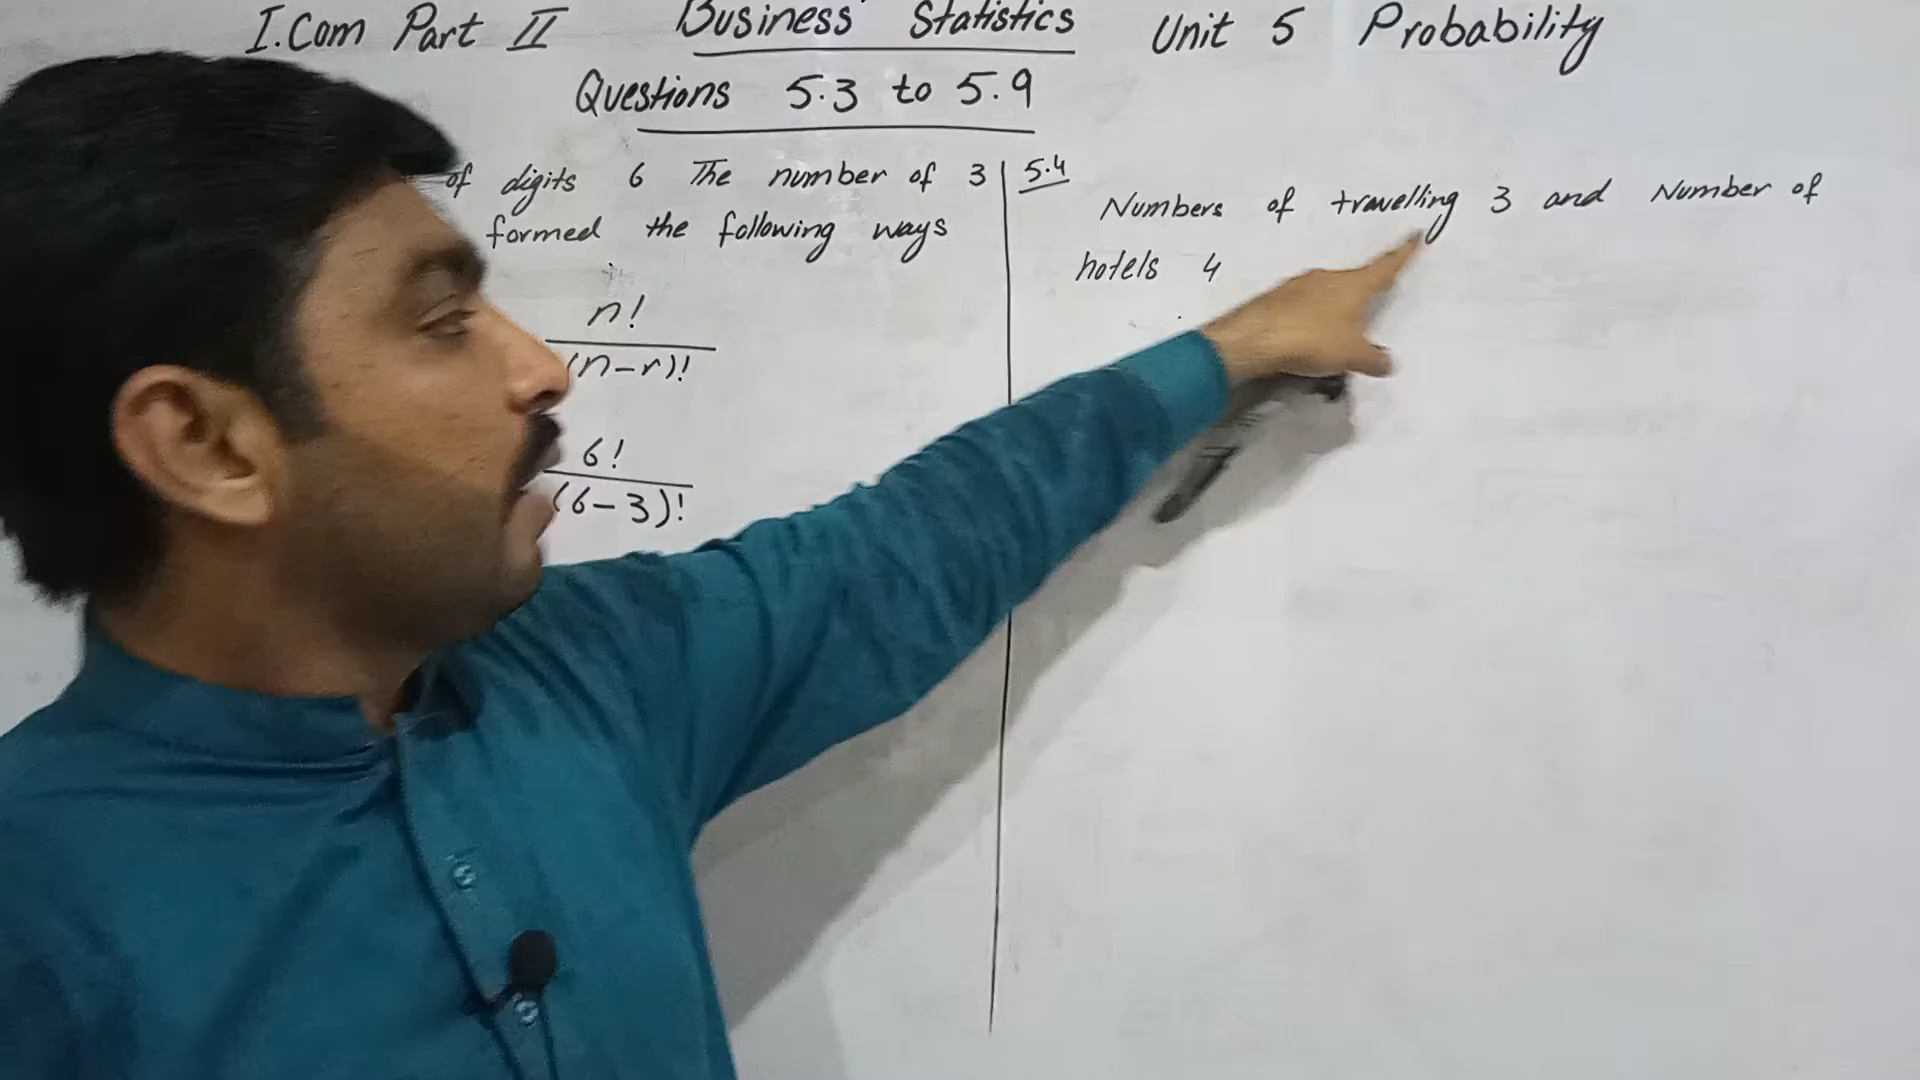 I.Com Part II Business Statistics Unit 5 Probability
Questions 5.3 to 5.9
of digits 6 The number of 3
formed the following ways
n!
(n-r)!
6!
(6-3)!
5.4
Numbers of travelling 3 and Number of
hotels 4